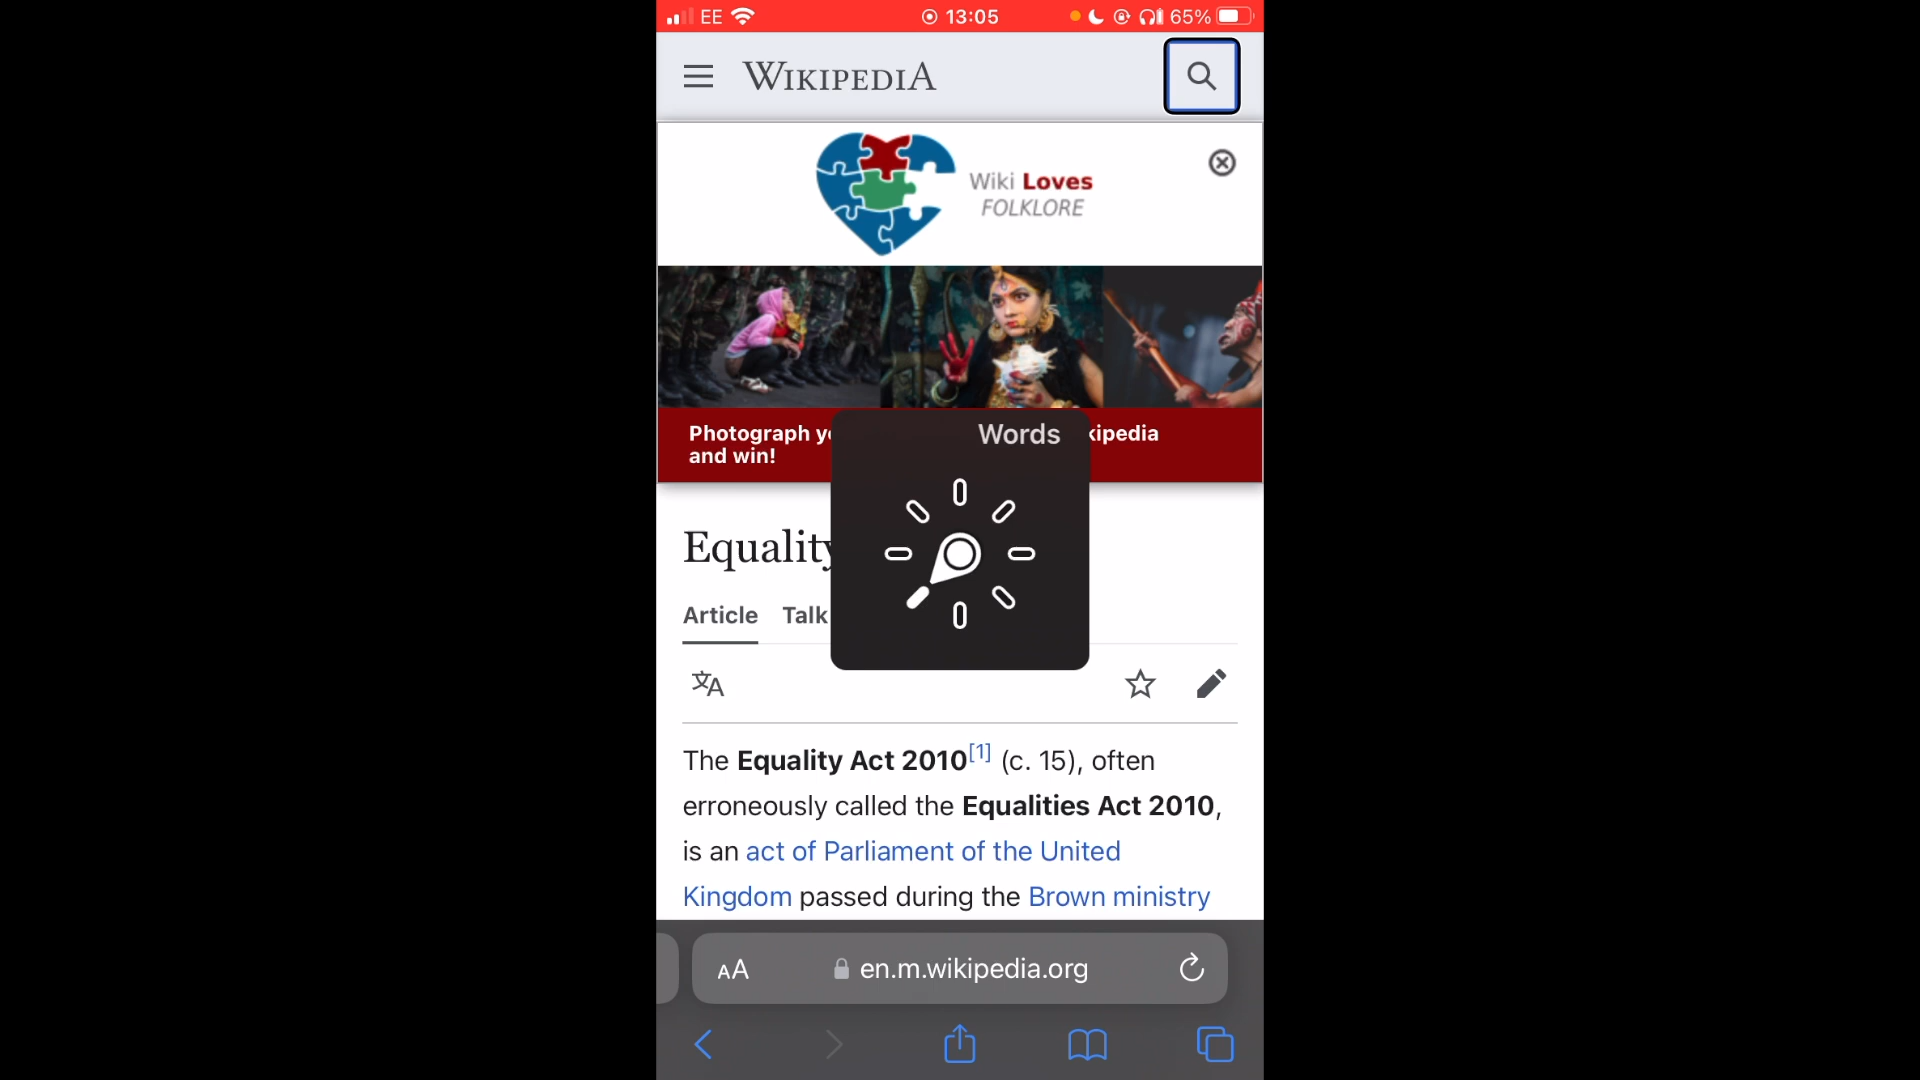 EE 13:05 65%
WIKIPEDIA
Wiki Loves
FOLKLORE
Photograph
and win!
Words
Equality
Article Talk
文A
The Equality Act 2010[1] (c. 15), often
erroneously called the Equalities Act 2010,
is an act of Parliament of the United
Kingdom passed during the Brown ministry
AA en.m.wikipedia.org